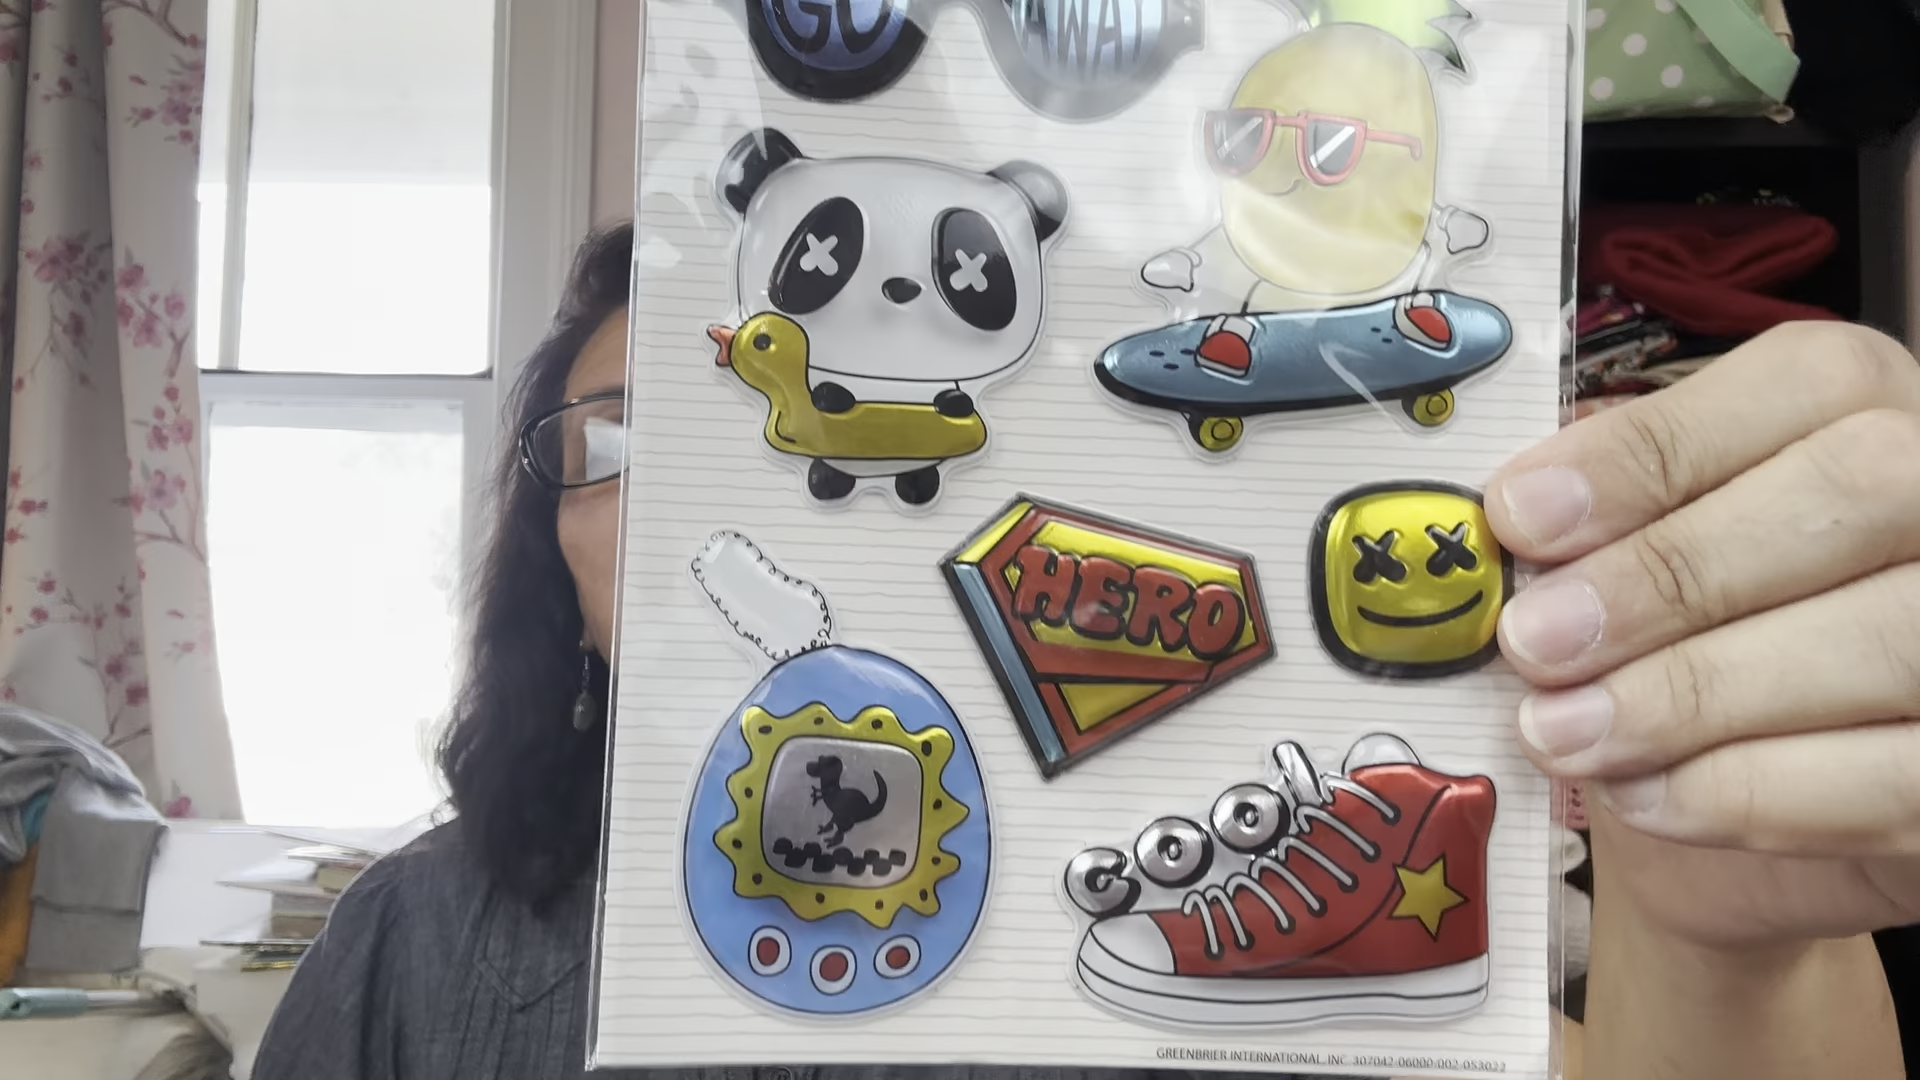 GO AWAY
HERO
COOL
GREENBRIER INTERNATIONAL, INC. 307042-06000-002-053022